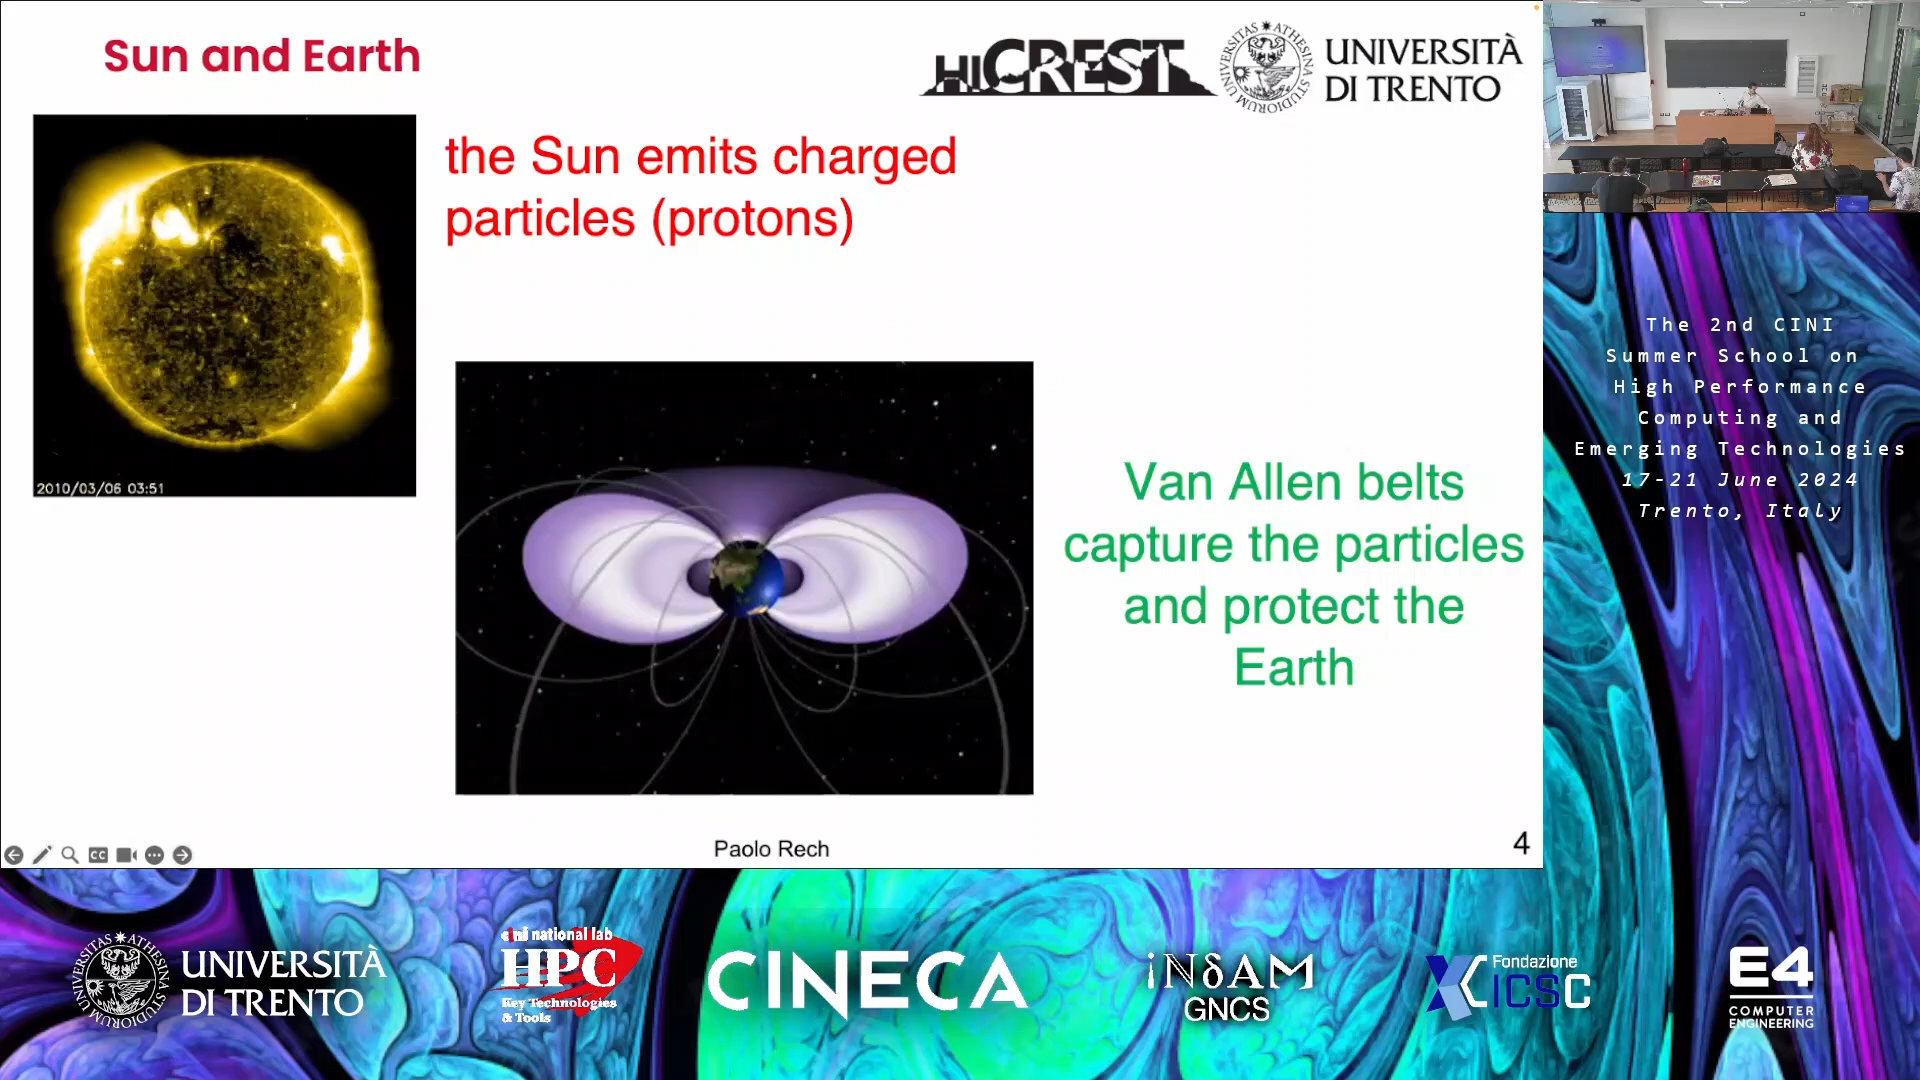 Sun and Earth
HICREST
UNIVERSITÀ
DI TRENTO
the Sun emits charged
particles (protons)
2010/03/06 03:51
Van Allen belts
capture the particles
and protect the
Earth
Paolo Rech
4
The 2nd CINI
Summer School on
High Performance
Computing and
Emerging Technologies
17-21 June 2024
Trento, Italy
UNIVERSITÀ
DI TRENTO
cini national lab
HPC
Key Technologies
& Tools
CINECA
iNδAM
GNCS
Fondazione
ICSC
E4
COMPUTER
ENGINEERING